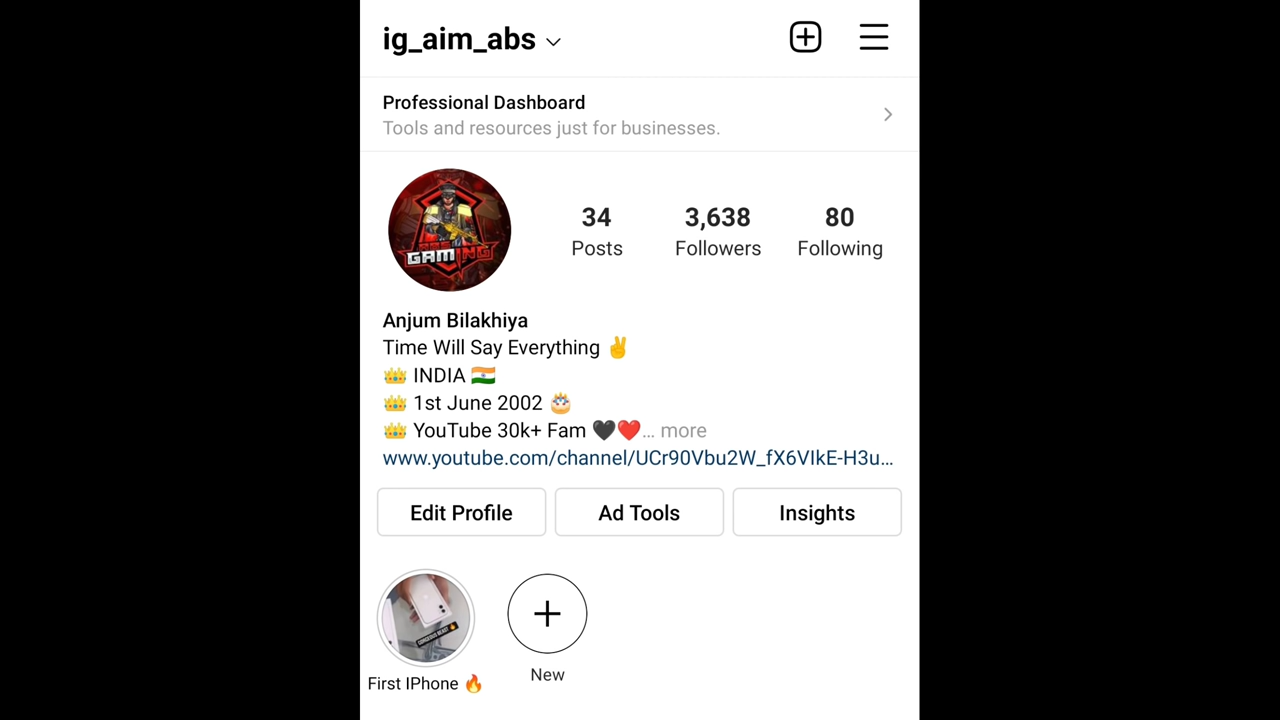 ig_aim_abs
Professional Dashboard
Tools and resources just for businesses.
GAMING
34
Posts
3,638
Followers
80
Following
Anjum Bilakhiya
Time Will Say Everything ✌️
👑 INDIA 🇮🇳
👑 1st June 2002 🎂
👑 YouTube 30k+ Fam 🖤❤️... more
www.youtube.com/channel/UCr90Vbu2W_fX6VIkE-H3u...
Edit Profile
Ad Tools
Insights
First IPhone 🔥
New